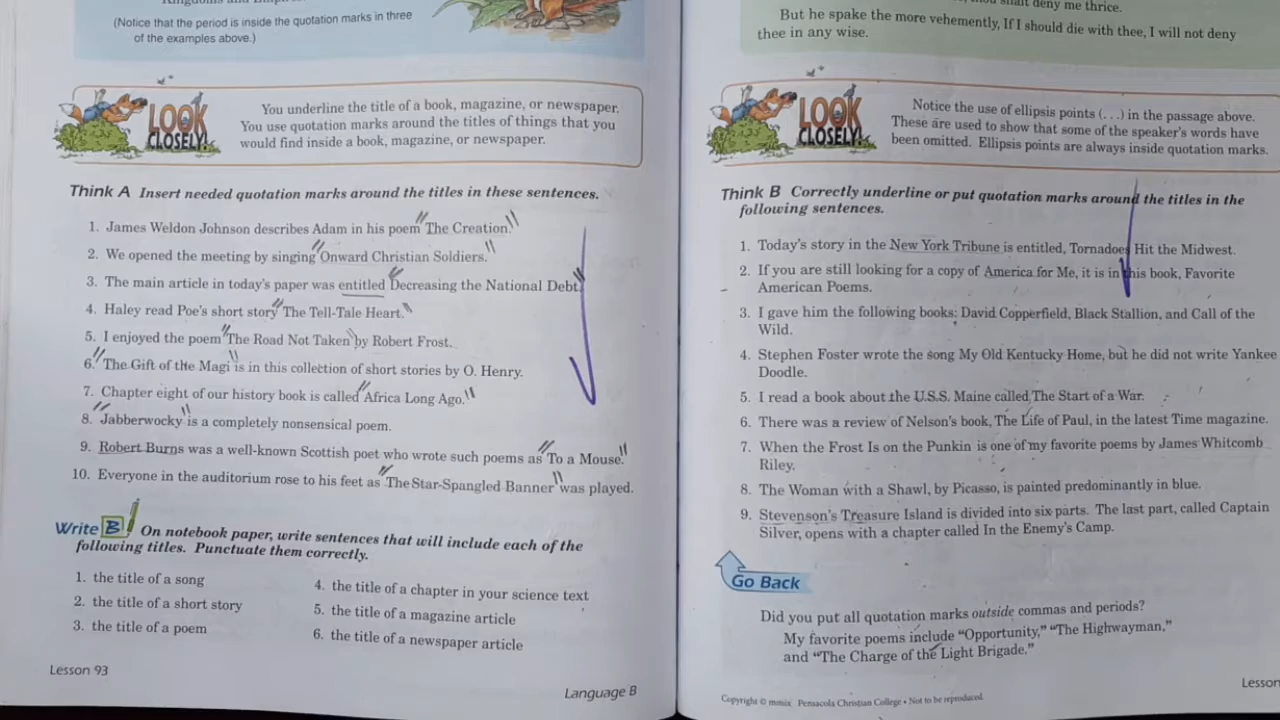 (Notice that the period is inside the quotation marks in three
of the examples above.)
LOOK
CLOSELY!
You underline the title of a book, magazine, or newspaper.
You use quotation marks around the titles of things that you
would find inside a book, magazine, or newspaper.
Think A Insert needed quotation marks around the titles in these sentences.
1. James Weldon Johnson describes Adam in his poem "The Creation."
2. We opened the meeting by singing "Onward Christian Soldiers."
3. The main article in today's paper was entitled "Decreasing the National Debt."
4. Haley read Poe's short story "The Tell-Tale Heart."
5. I enjoyed the poem "The Road Not Taken" by Robert Frost.
6. "The Gift of the Magi" is in this collection of short stories by O. Henry.
7. Chapter eight of our history book is called "Africa Long Ago."
8. "Jabberwocky" is a completely nonsensical poem.
9. Robert Burns was a well-known Scottish poet who wrote such poems as "To a Mouse."
10. Everyone in the auditorium rose to his feet as "The Star-Spangled Banner" was played.
Write B On notebook paper, write sentences that will include each of the
following titles. Punctuate them correctly.
1. the title of a song
2. the title of a short story
3. the title of a poem
4. the title of a chapter in your science text
5. the title of a magazine article
6. the title of a newspaper article
Lesson 93
Language B
deny me thrice.
But he spake the more vehemently, If I should die with thee, I will not deny
thee in any wise.
LOOK
CLOSELY!
Notice the use of ellipsis points (. . .) in the passage above.
These are used to show that some of the speaker's words have
been omitted. Ellipsis points are always inside quotation marks.
Think B Correctly underline or put quotation marks around the titles in the
following sentences.
1. Today's story in the New York Tribune is entitled, Tornadoes Hit the Midwest.
2. If you are still looking for a copy of America for Me, it is in this book, Favorite
American Poems.
3. I gave him the following books: David Copperfield, Black Stallion, and Call of the
Wild.
4. Stephen Foster wrote the song My Old Kentucky Home, but he did not write Yankee
Doodle.
5. I read a book about the U.S.S. Maine called The Start of a War.
6. There was a review of Nelson's book, The Life of Paul, in the latest Time magazine.
7. When the Frost Is on the Punkin is one of my favorite poems by James Whitcomb
Riley.
8. The Woman with a Shawl, by Picasso, is painted predominantly in blue.
9. Stevenson's Treasure Island is divided into six parts. The last part, called Captain
Silver, opens with a chapter called In the Enemy's Camp.
Go Back
Did you put all quotation marks outside commas and periods?
My favorite poems include "Opportunity," "The Highwayman,"
and "The Charge of the Light Brigade."
Copyright © mmix Pensacola Christian College • Not to be reproduced.
Lesson